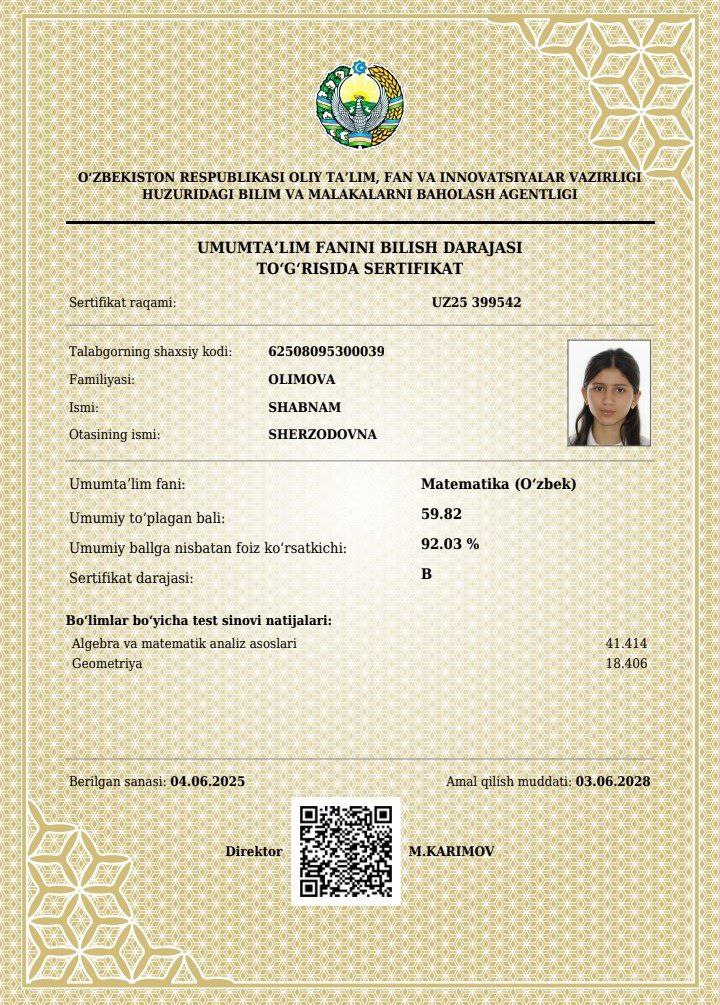 O‘ZBEKISTON RESPUBLIKASI OLIY TA’LIM, FAN VA INNOVATSIYALAR VAZIRLIGI
HUZURIDAGI BILIM VA MALAKALARNI BAHOLASH AGENTLIGI
UMUMTA’LIM FANINI BILISH DARAJASI
TO‘G‘RISIDA SERTIFIKAT
Sertifikat raqami: UZ25 399542
Talabgorning shaxsiy kodi: 62508095300039
Familiyasi: OLIMOVA
Ismi: SHABNAM
Otasining ismi: SHERZODOVNA
Umumta’lim fani: Matematika (O‘zbek)
Umumiy to‘plagan bali: 59.82
Umumiy ballga nisbatan foiz ko‘rsatkichi: 92.03 %
Sertifikat darajasi: B
Bo‘limlar bo‘yicha test sinovi natijalari:
Algebra va matematik analiz asoslari 41.414
Geometriya 18.406
Berilgan sanasi: 04.06.2025 Amal qilish muddati: 03.06.2028
Direktor M.KARIMOV